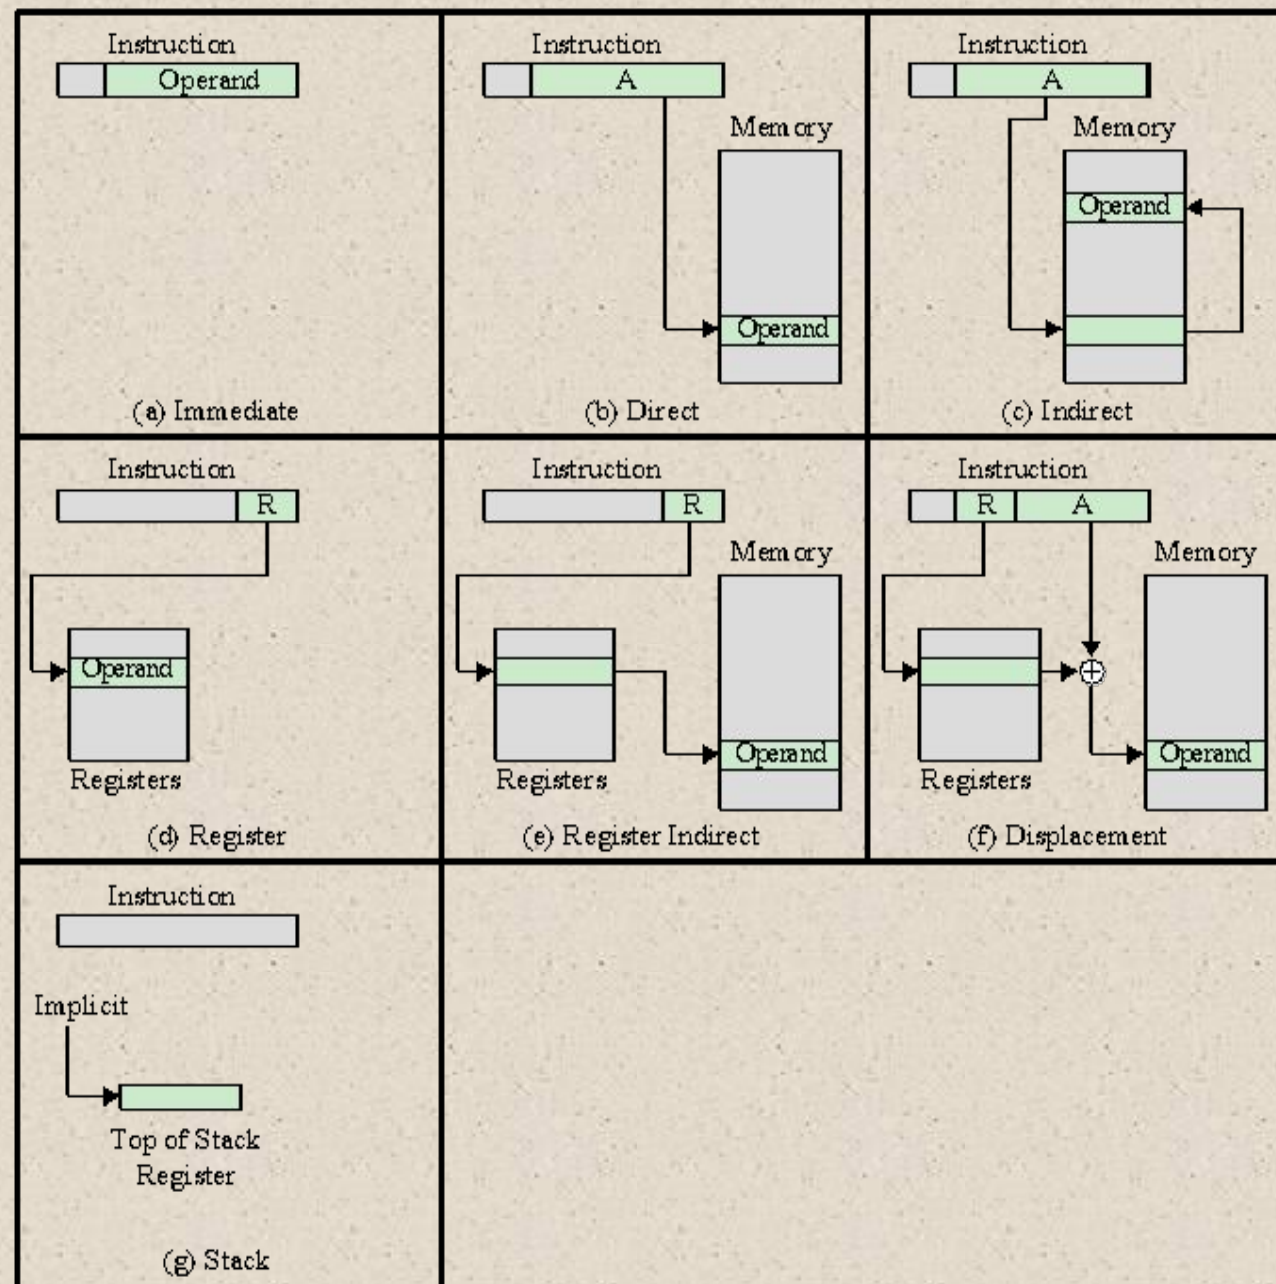 Instruction
Operand
(a) Immediate
Instruction
A
Memory
Operand
(b) Direct
Instruction
A
Memory
Operand
(c) Indirect
Instruction
R
Operand
Registers
(d) Register
Instruction
R
Memory
Operand
Registers
(e) Register Indirect
Instruction
R A
Memory
Operand
Registers
(f) Displacement
Instruction
Implicit
Top of Stack
Register
(g) Stack